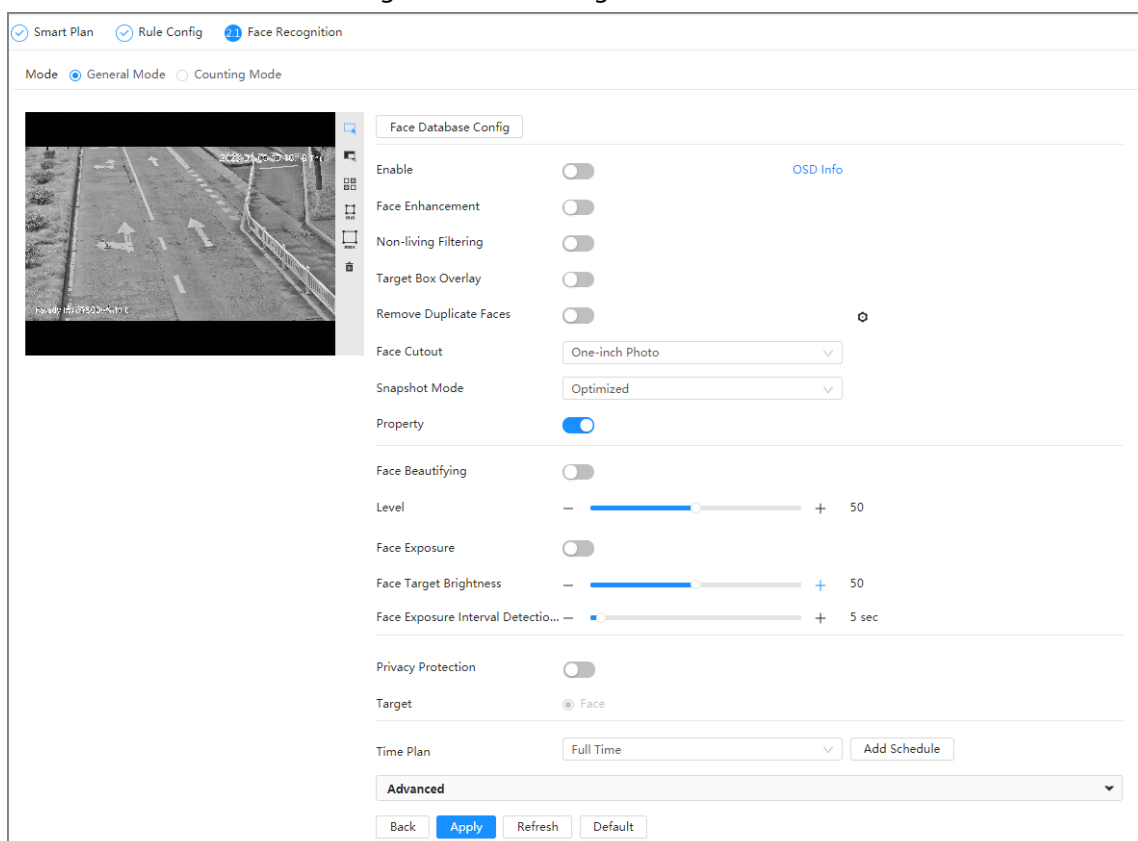 Smart Plan Rule Config 2.1 Face Recognition
Mode General Mode Counting Mode
Face Database Config
Enable OSD Info
Face Enhancement
Non-living Filtering
Target Box Overlay
Remove Duplicate Faces
Face Cutout One-inch Photo
Snapshot Mode Optimized
Property
Face Beautifying
Level − 50 +
Face Exposure
Face Target Brightness − + 50
Face Exposure Interval Detectio... − + 5 sec
Privacy Protection
Target Face
Time Plan Full Time Add Schedule
Advanced
Back Apply Refresh Default